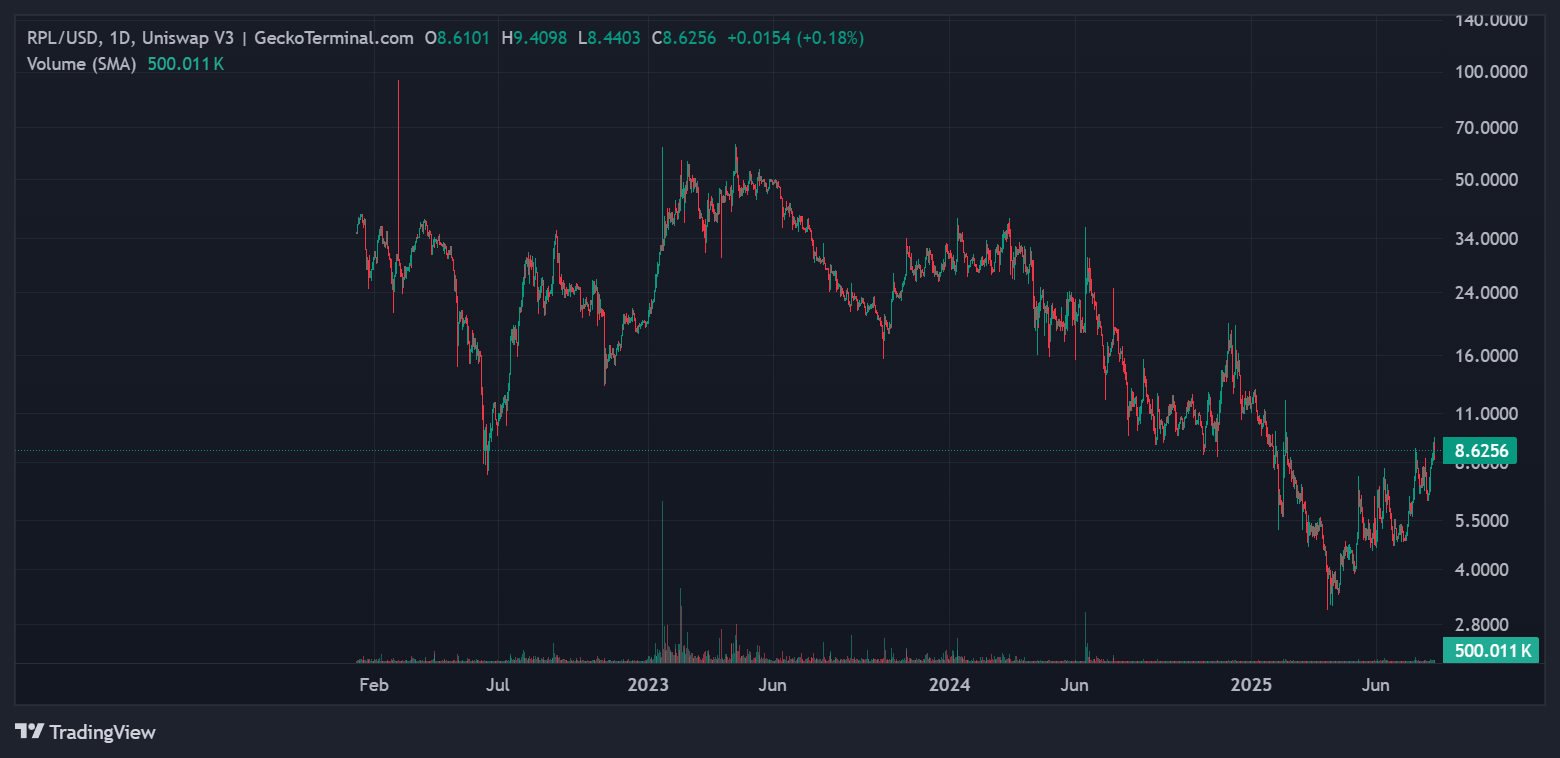 RPL/USD, 1D, Uniswap V3 | GeckoTerminal.com O8.6101 H9.4098 L8.4403 C8.6256 +0.0154 (+0.18%)
Volume (SMA) 500.011 K
140.0000
100.0000
70.0000
50.0000
34.0000
24.0000
16.0000
11.0000
8.6256
8.0000
5.5000
4.0000
2.8000
500.011 K
Feb Jul 2023 Jun 2024 Jun 2025 Jun
TradingView